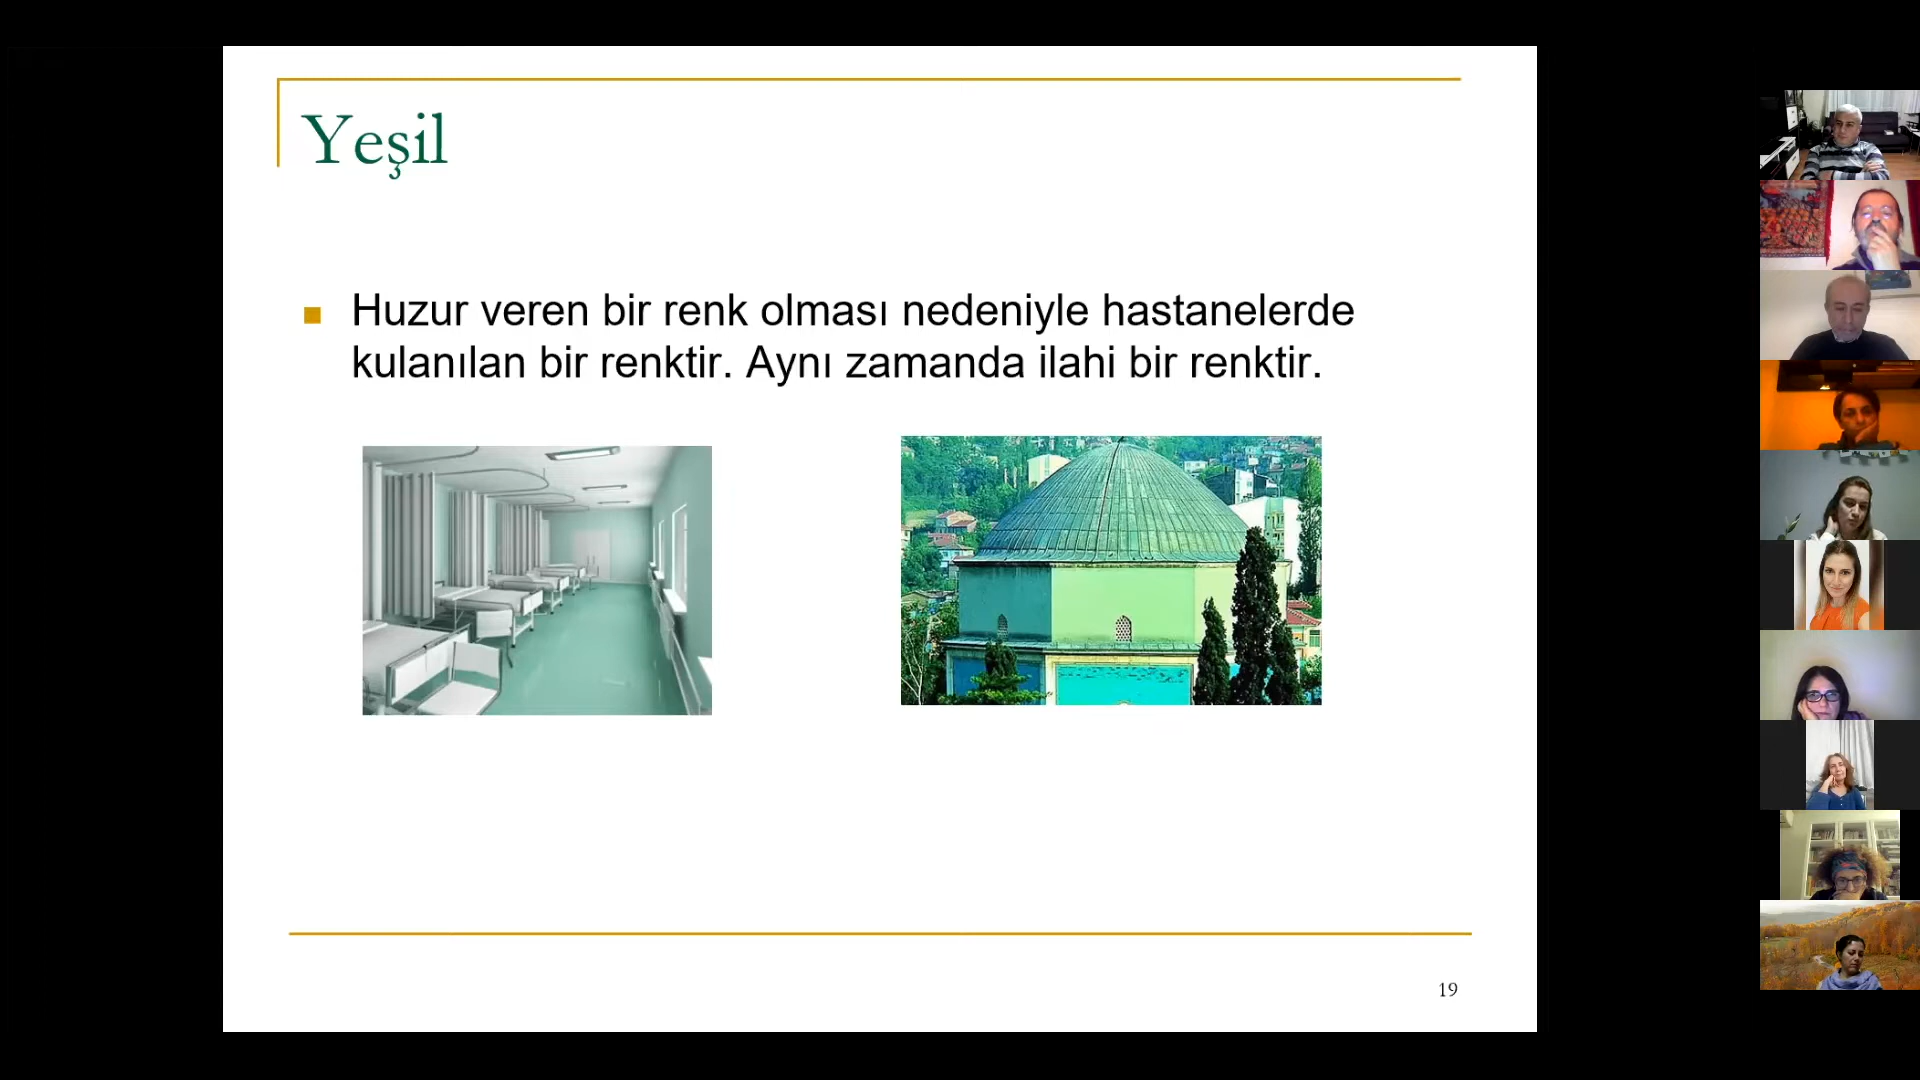 Yeşil
Huzur veren bir renk olması nedeniyle hastanelerde
kulanılan bir renktir. Aynı zamanda ilahi bir renktir.
19